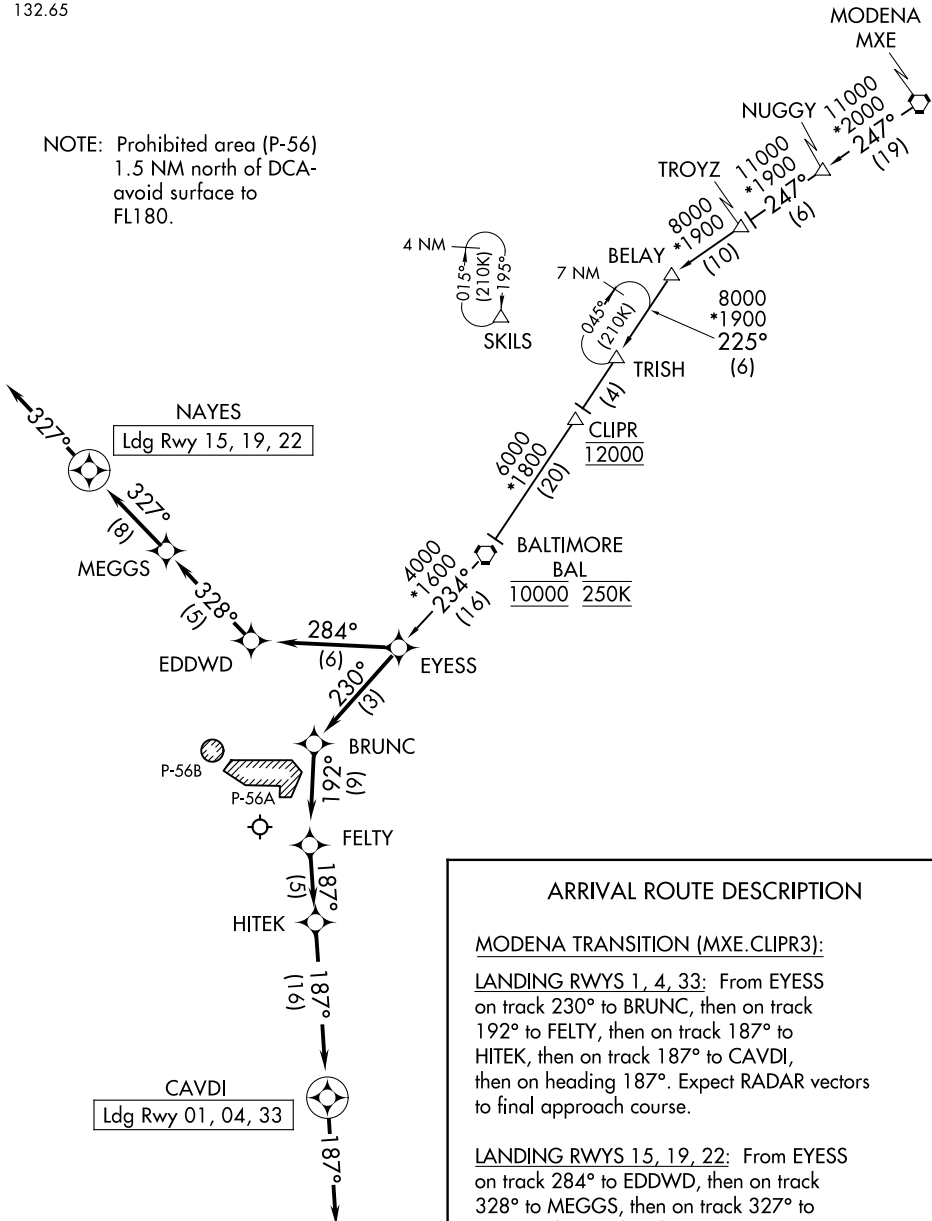 132.65
MODENA
MXE
NOTE: Prohibited area (P-56)
1.5 NM north of DCA-
avoid surface to
FL180.
11000
*2000
247°
(19)
NUGGY
11000
*1900
247°
(6)
TROYZ
8000
*1900
(10)
BELAY
4 NM
015°
(210K)
195°
SKILS
7 NM
045°
(210K)
8000
*1900
225°
(6)
TRISH
(4)
CLIPR
12000
6000
*1800
(20)
327°
NAYES
Ldg Rwy 15, 19, 22
327°
(8)
MEGGS
328°
(5)
EDDWD
BALTIMORE
BAL
10000 250K
4000
*1600
234°
(16)
284°
(6)
EYESS
230°
(3)
BRUNC
P-56B
P-56A
192°
(9)
FELTY
187°
(5)
HITEK
187°
(16)
CAVDI
Ldg Rwy 01, 04, 33
187°
ARRIVAL ROUTE DESCRIPTION
MODENA TRANSITION (MXE.CLIPR3):
LANDING RWYS 1, 4, 33: From EYESS
on track 230° to BRUNC, then on track
192° to FELTY, then on track 187° to
HITEK, then on track 187° to CAVDI,
then on heading 187°. Expect RADAR vectors
to final approach course.
LANDING RWYS 15, 19, 22: From EYESS
on track 284° to EDDWD, then on track
328° to MEGGS, then on track 327° to